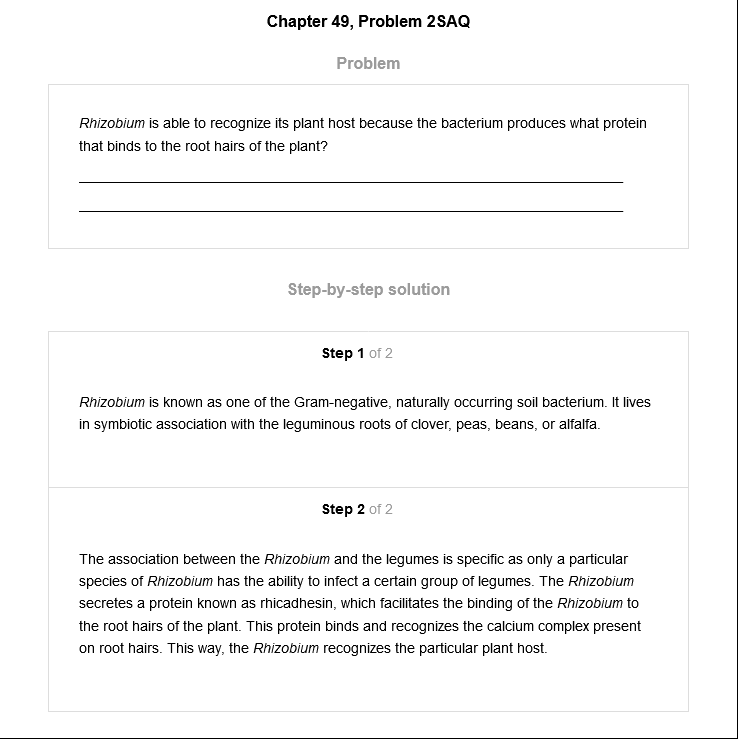 Chapter 49, Problem 2SAQ
Problem
Rhizobium is able to recognize its plant host because the bacterium produces what protein
that binds to the root hairs of the plant?
Step-by-step solution
Step 1 of 2
Rhizobium is known as one of the Gram-negative, naturally occurring soil bacterium. It lives
in symbiotic association with the leguminous roots of clover, peas, beans, or alfalfa.
Step 2 of 2
The association between the Rhizobium and the legumes is specific as only a particular
species of Rhizobium has the ability to infect a certain group of legumes. The Rhizobium
secretes a protein known as rhicadhesin, which facilitates the binding of the Rhizobium to
the root hairs of the plant. This protein binds and recognizes the calcium complex present
on root hairs. This way, the Rhizobium recognizes the particular plant host.